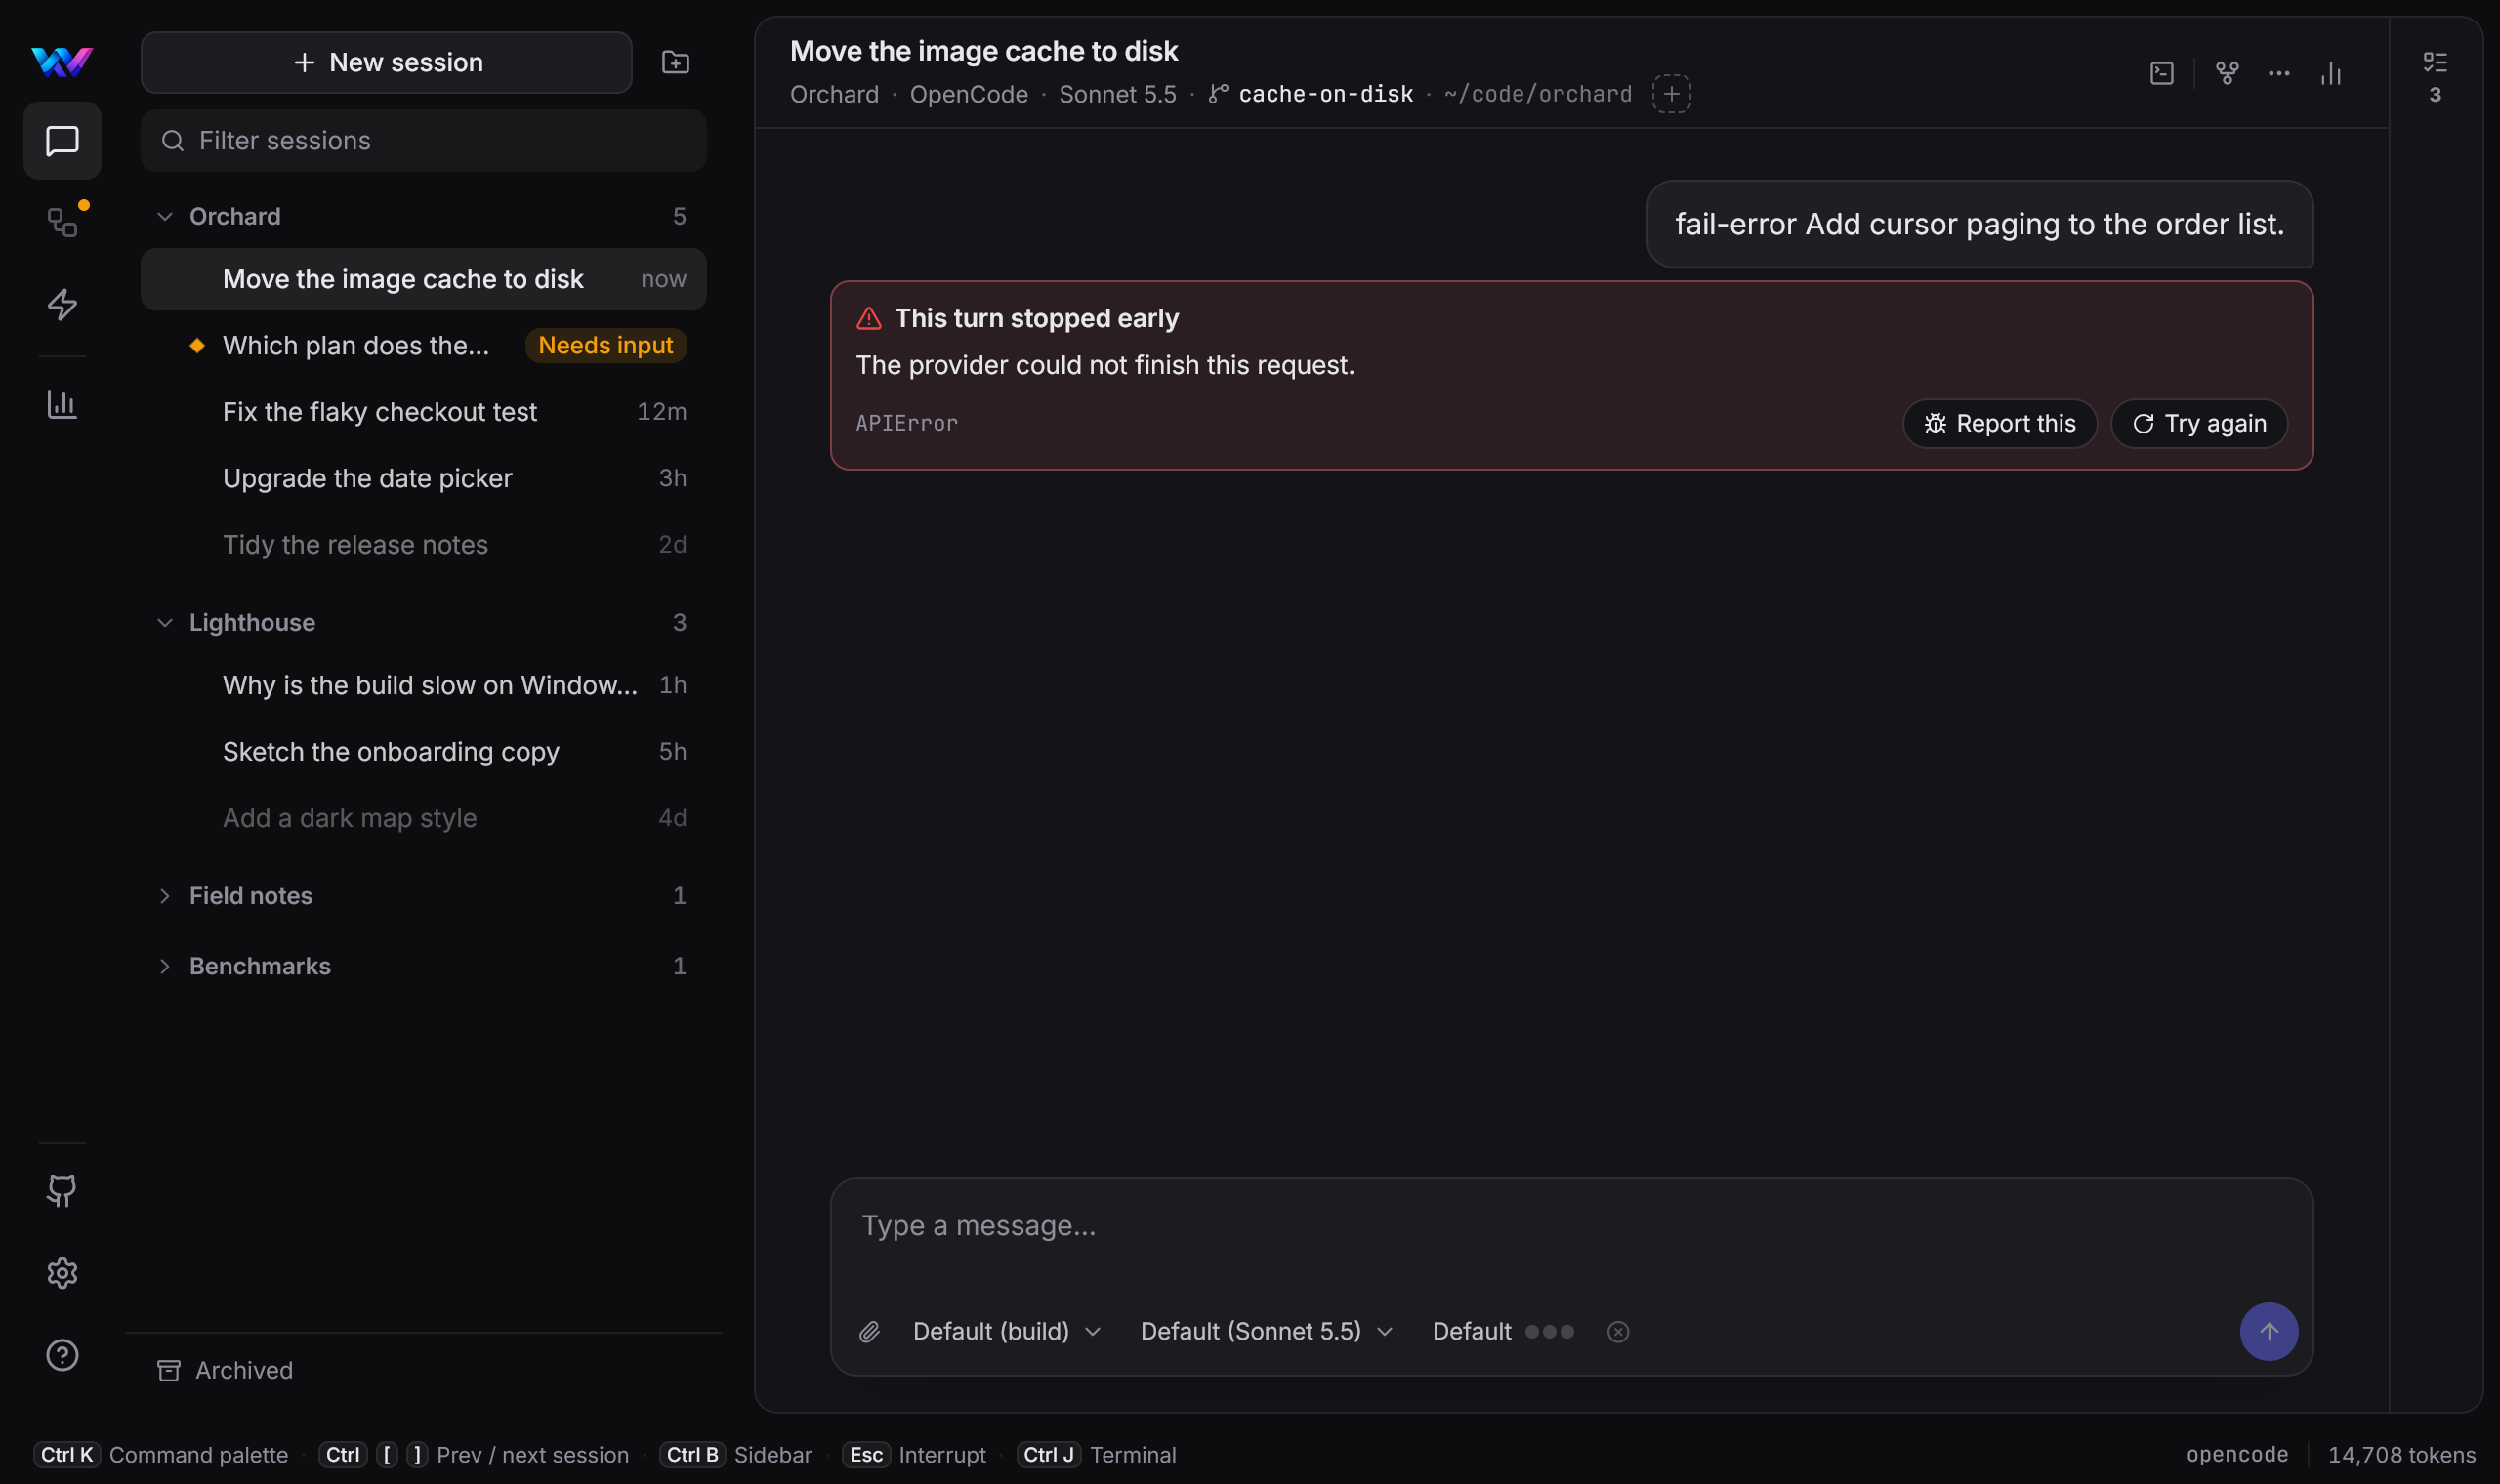 New session
Filter sessions
Orchard 5
Move the image cache to disk now
Which plan does the... Needs input
Fix the flaky checkout test 12m
Upgrade the date picker 3h
Tidy the release notes 2d
Lighthouse 3
Why is the build slow on Window... 1h
Sketch the onboarding copy 5h
Add a dark map style 4d
Field notes 1
Benchmarks 1
Archived
Move the image cache to disk
Orchard · OpenCode · Sonnet 5.5 · cache-on-disk · ~/code/orchard
3
fail-error Add cursor paging to the order list.
This turn stopped early
The provider could not finish this request.
APIError Report this Try again
Type a message...
Default (build) Default (Sonnet 5.5) Default
Ctrl K Command palette · Ctrl [ ] Prev / next session · Ctrl B Sidebar · Esc Interrupt · Ctrl J Terminal
opencode 14,708 tokens